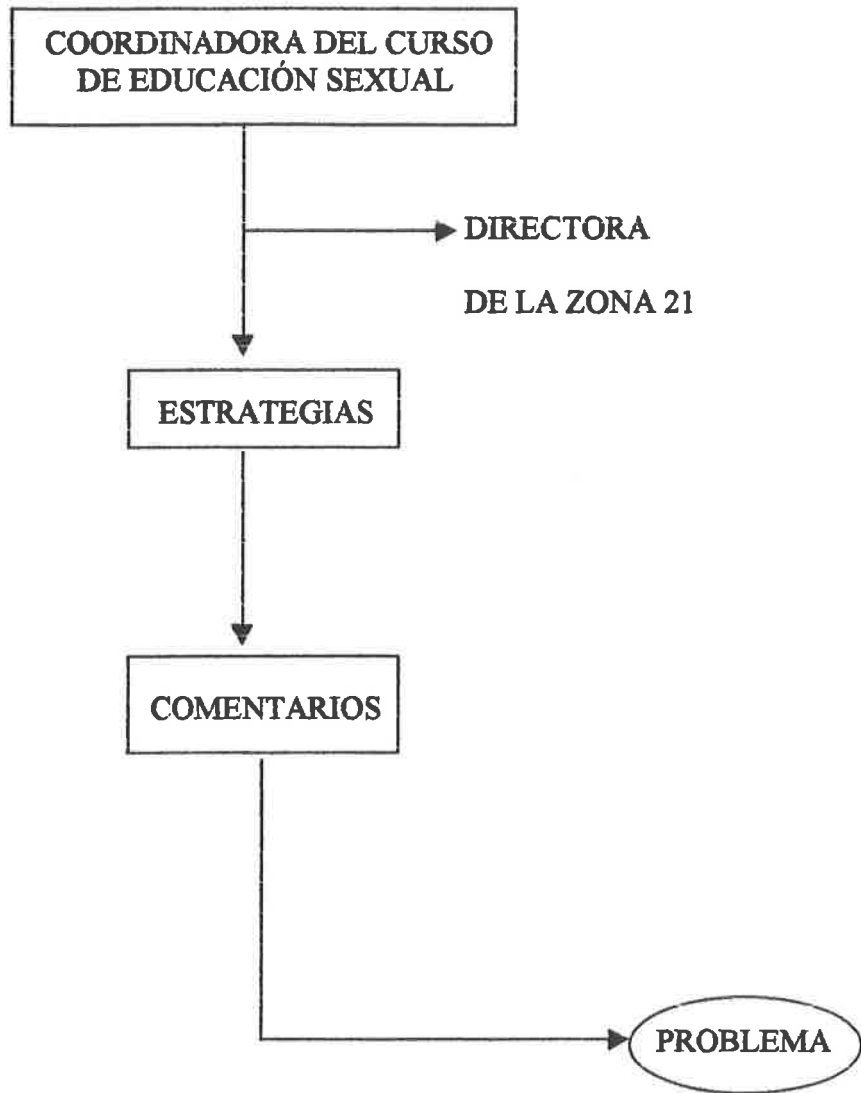 COORDINADORA DEL CURSO
DE EDUCACIÓN SEXUAL
DIRECTORA
DE LA ZONA 21
ESTRATEGIAS
COMENTARIOS
PROBLEMA